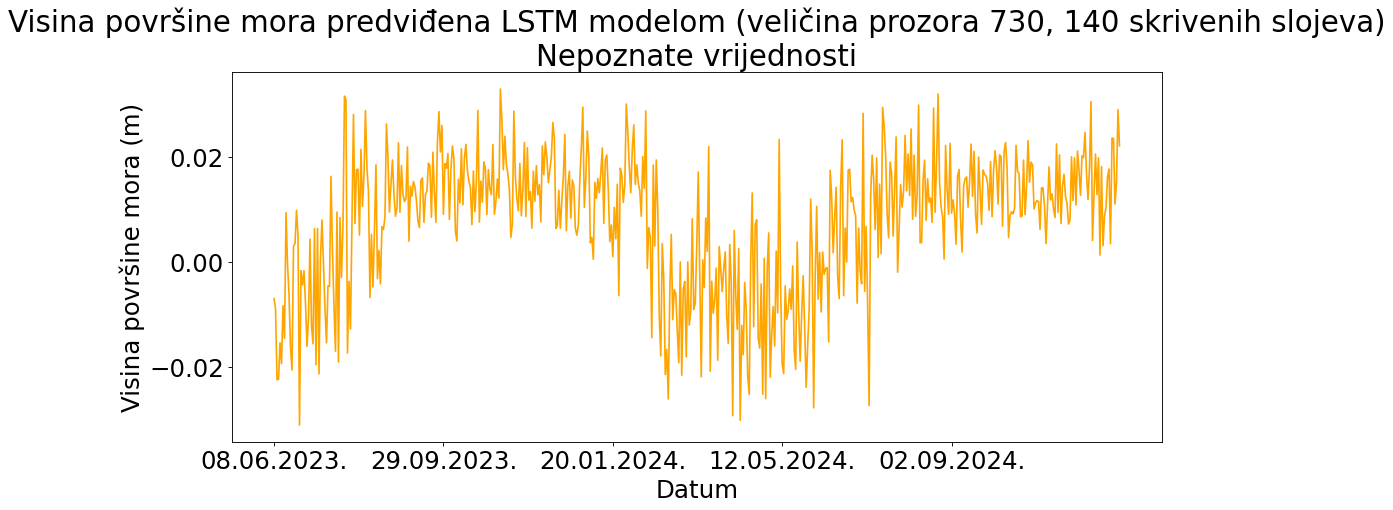 Visina površine mora predviđena LSTM modelom (veličina prozora 730, 140 skrivenih slojeva)
Nepoznate vrijednosti
Visina površine mora (m)
0.02
0.00
−0.02
08.06.2023. 29.09.2023. 20.01.2024. 12.05.2024. 02.09.2024.
Datum